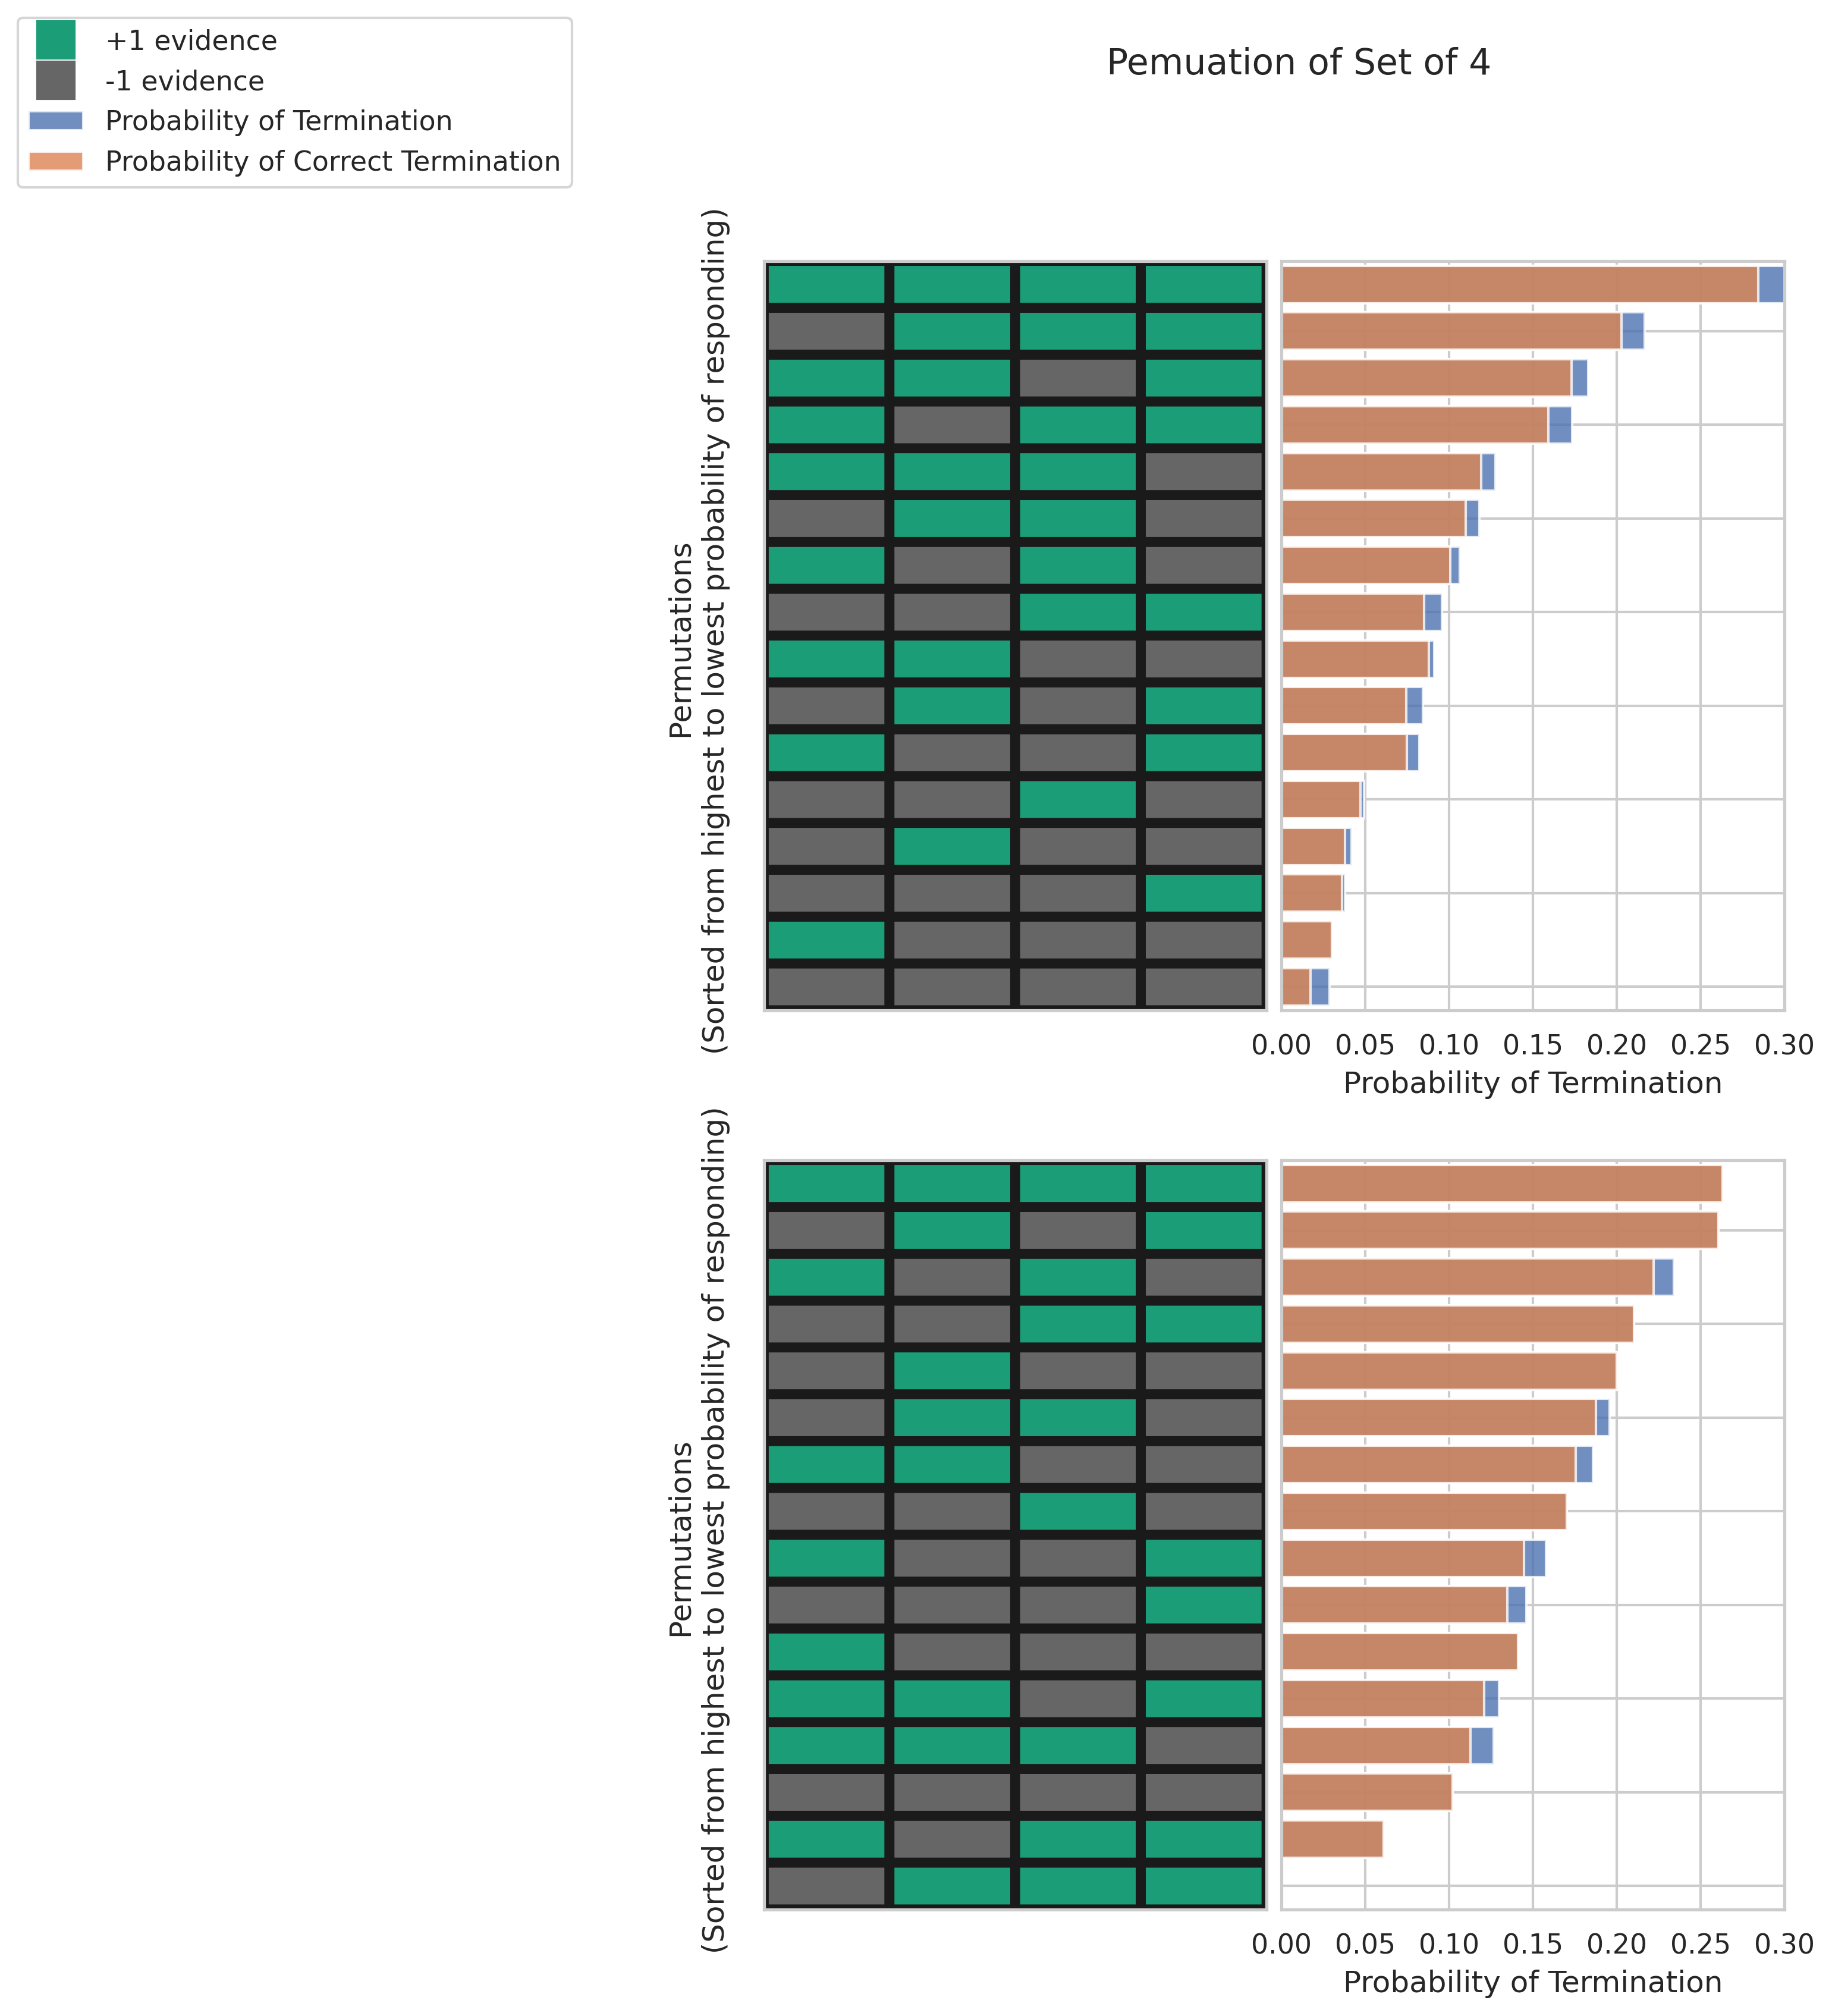 +1 evidence
-1 evidence
Probability of Termination
Probability of Correct Termination
Pemuation of Set of 4
Permutations
(Sorted from highest to lowest probability of responding)
0.00 0.05 0.10 0.15 0.20 0.25 0.30
Probability of Termination
Permutations
(Sorted from highest to lowest probability of responding)
0.00 0.05 0.10 0.15 0.20 0.25 0.30
Probability of Termination